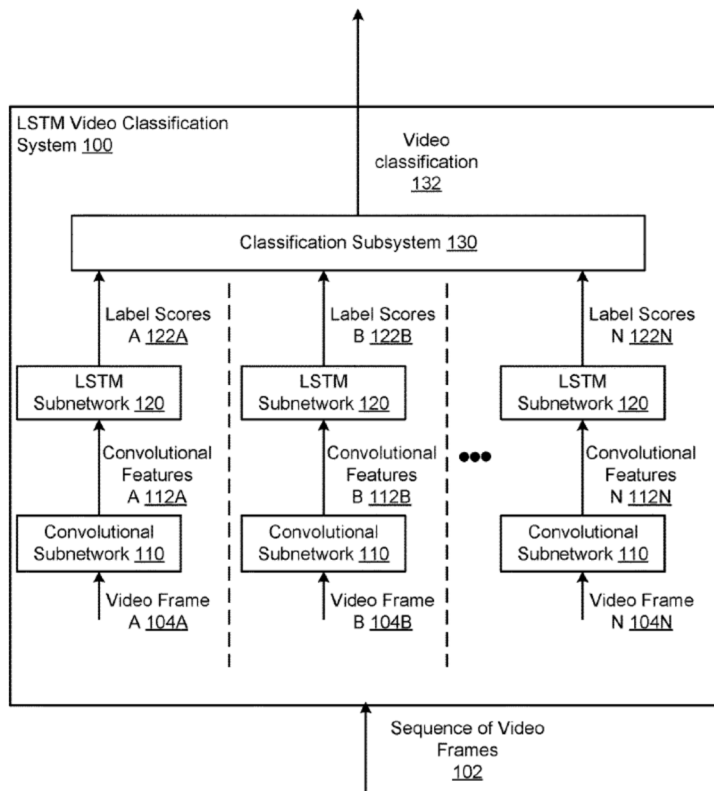 LSTM Video Classification
System 100
Video
classification
132
Classification Subsystem 130
Label Scores
A 122A
Label Scores
B 122B
Label Scores
N 122N
LSTM
Subnetwork 120
LSTM
Subnetwork 120
LSTM
Subnetwork 120
Convolutional
Features
A 112A
Convolutional
Features
B 112B
Convolutional
Features
N 112N
Convolutional
Subnetwork 110
Convolutional
Subnetwork 110
Convolutional
Subnetwork 110
Video Frame
A 104A
Video Frame
B 104B
Video Frame
N 104N
Sequence of Video
Frames
102